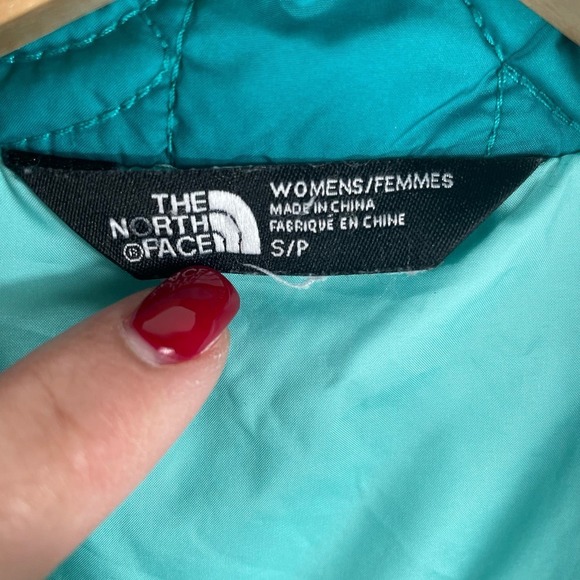 THE
NORTH
® FACE
WOMENS/FEMMES
MADE IN CHINA
FABRIQUÉ EN CHINE
S/P